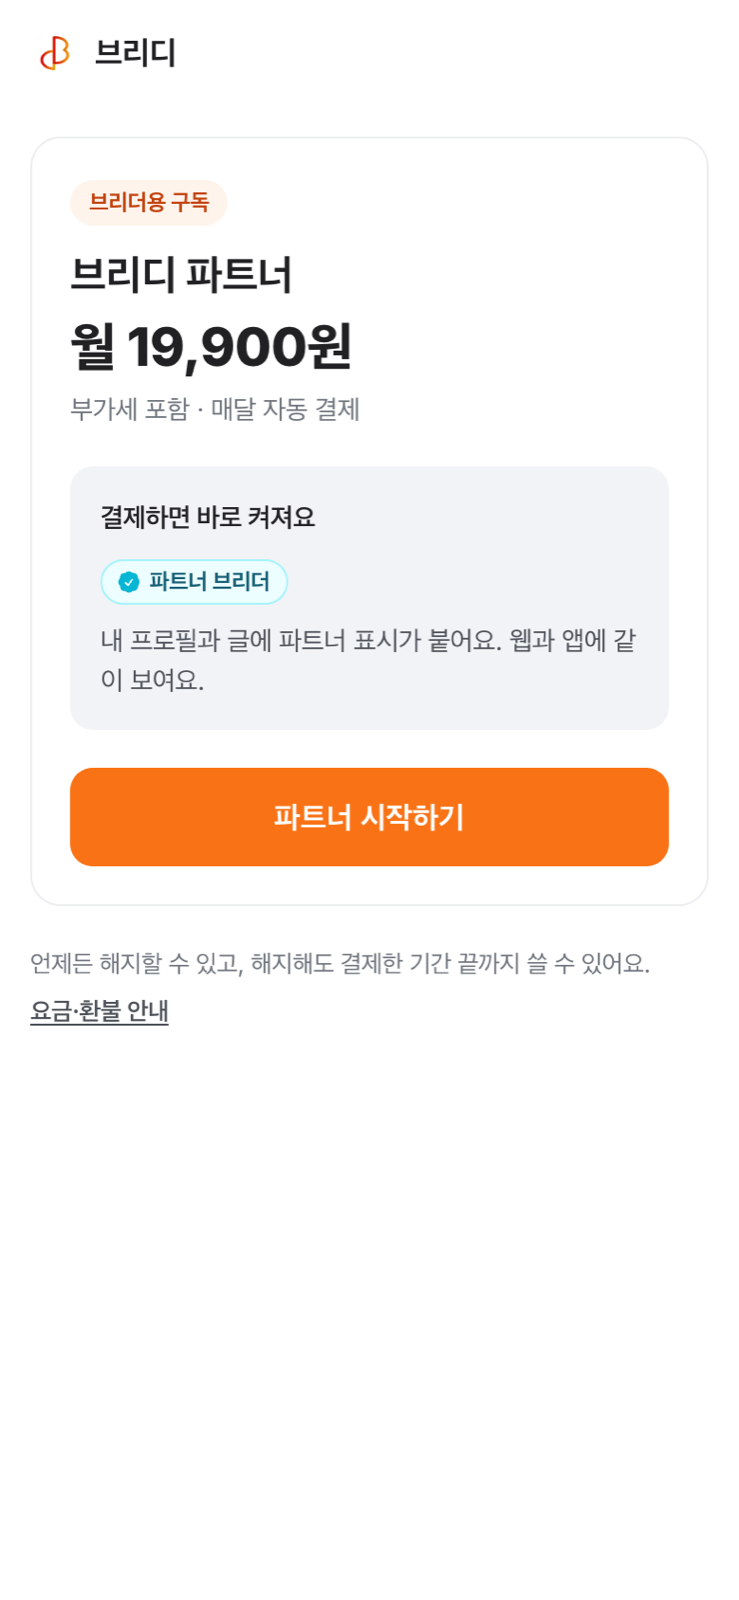 브리디
브리더용 구독
브리디 파트너
월 19,900원
부가세 포함 · 매달 자동 결제
결제하면 바로 켜져요
파트너 브리더
내 프로필과 글에 파트너 표시가 붙어요. 웹과 앱에 같
이 보여요.
파트너 시작하기
언제든 해지할 수 있고, 해지해도 결제한 기간 끝까지 쓸 수 있어요.
요금·환불 안내